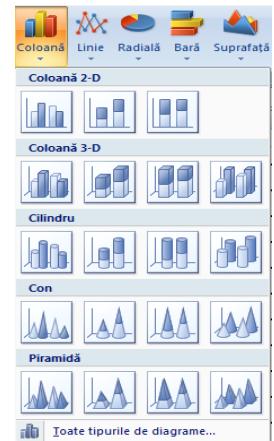 Coloană Linie Radială Bară Suprafață
Coloană 2-D
Coloană 3-D
Cilindru
Con
Piramidă
Toate tipurile de diagrame...